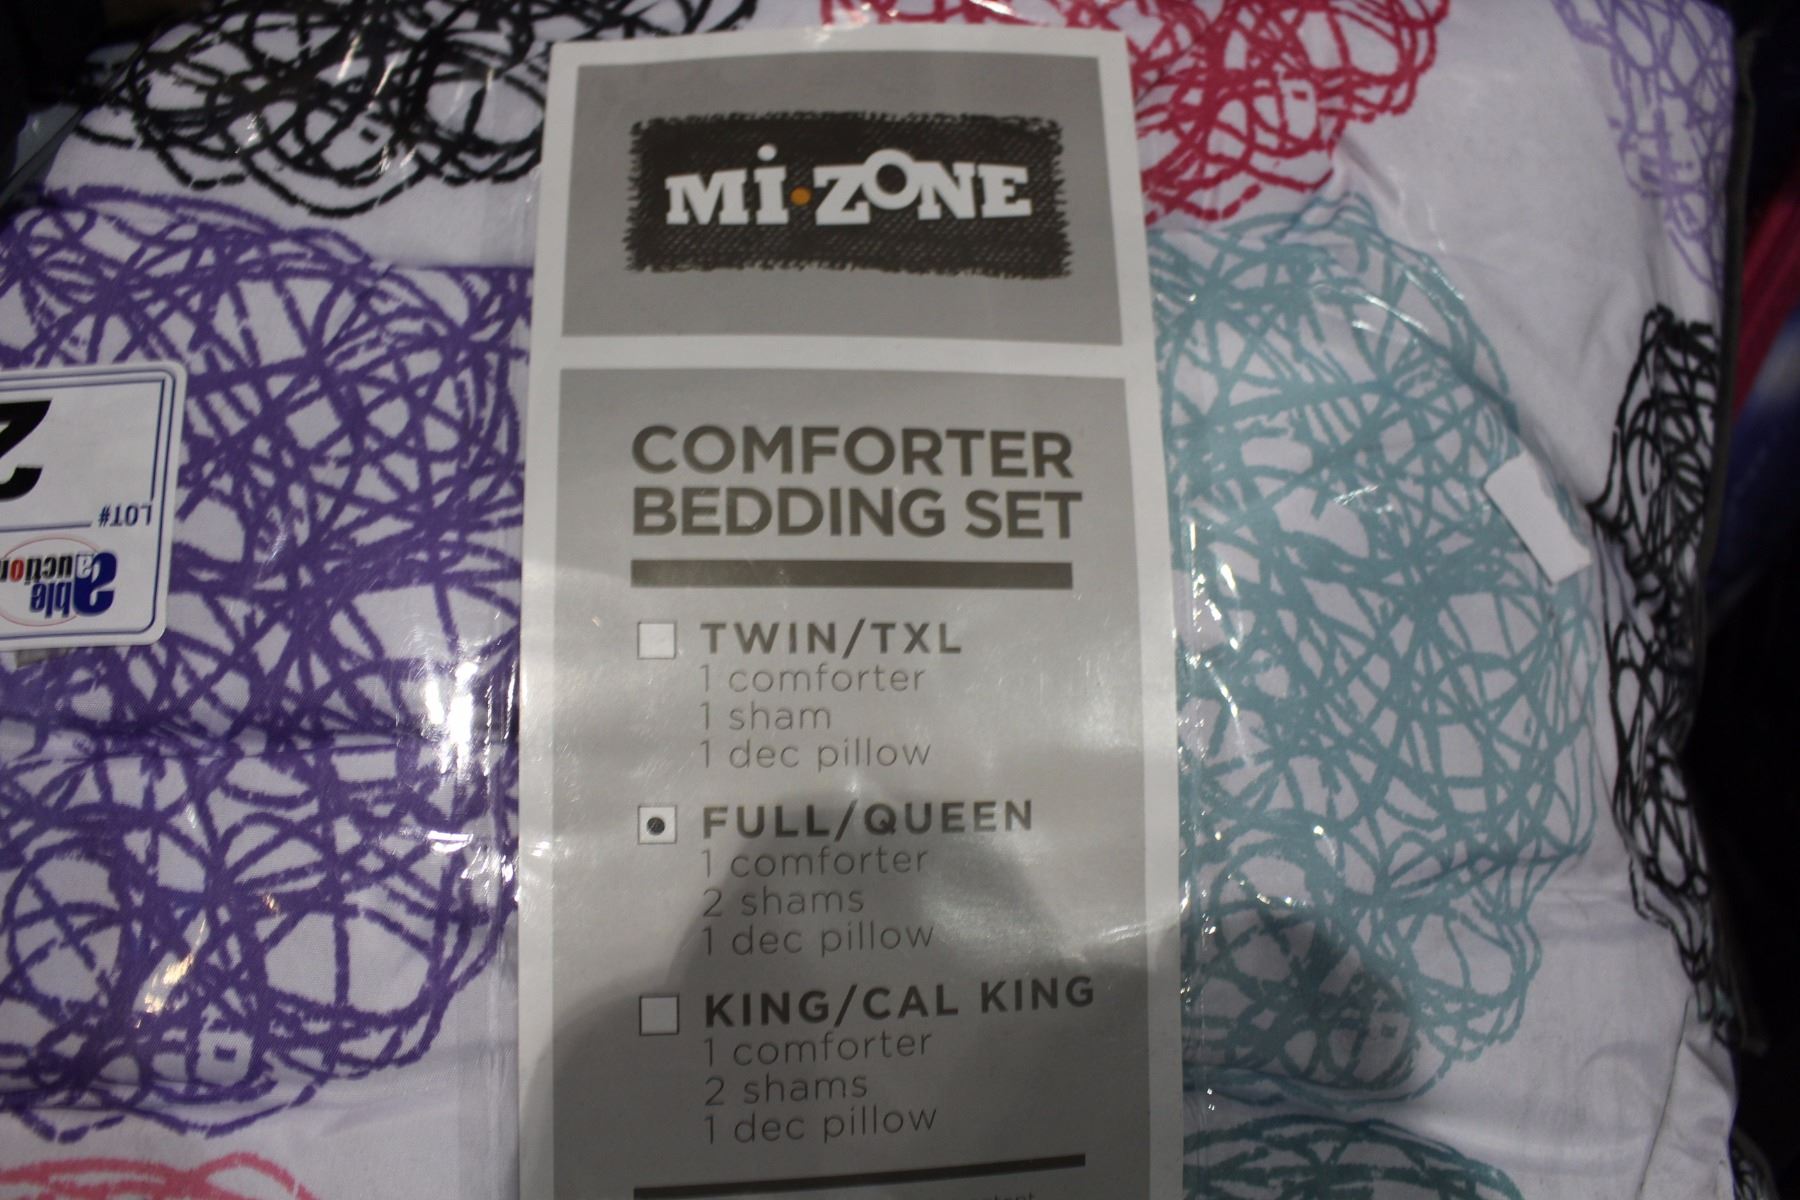 Mi·ZONE
COMFORTER
BEDDING SET
TWIN/TXL
1 comforter
1 sham
1 dec pillow
FULL/QUEEN
1 comforter
2 shams
1 dec pillow
KING/CAL KING
1 comforter
2 shams
1 dec pillow
able
auction
LOT#
2